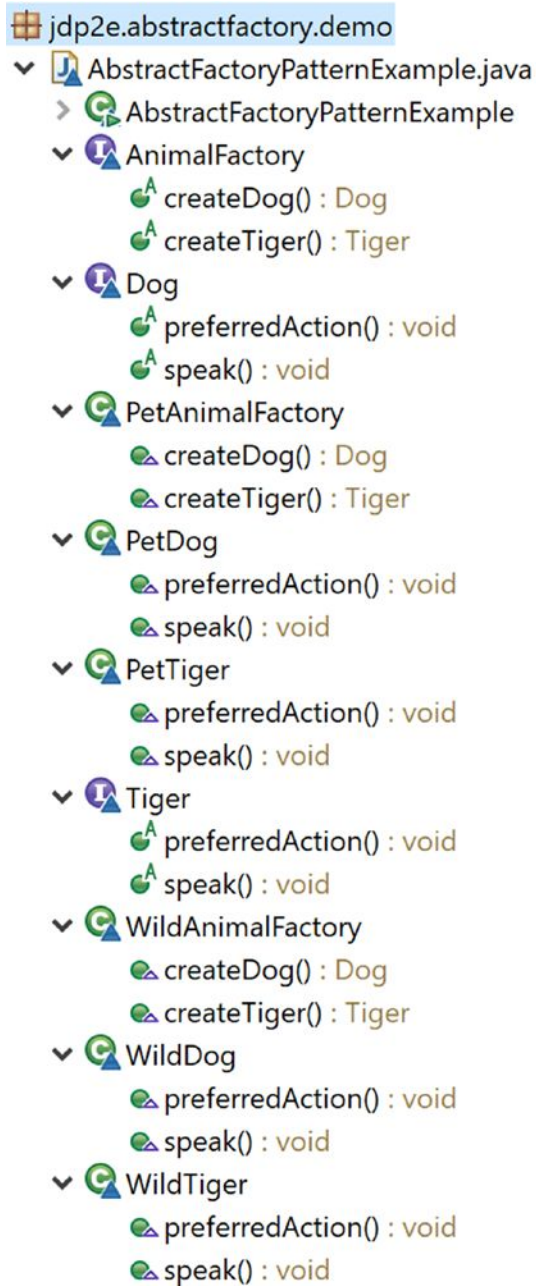 jdp2e.abstractfactory.demo
AbstractFactoryPatternExample.java
AbstractFactoryPatternExample
AnimalFactory
createDog() : Dog
createTiger() : Tiger
Dog
preferredAction() : void
speak() : void
PetAnimalFactory
createDog() : Dog
createTiger() : Tiger
PetDog
preferredAction() : void
speak() : void
PetTiger
preferredAction() : void
speak() : void
Tiger
preferredAction() : void
speak() : void
WildAnimalFactory
createDog() : Dog
createTiger() : Tiger
WildDog
preferredAction() : void
speak() : void
WildTiger
preferredAction() : void
speak() : void